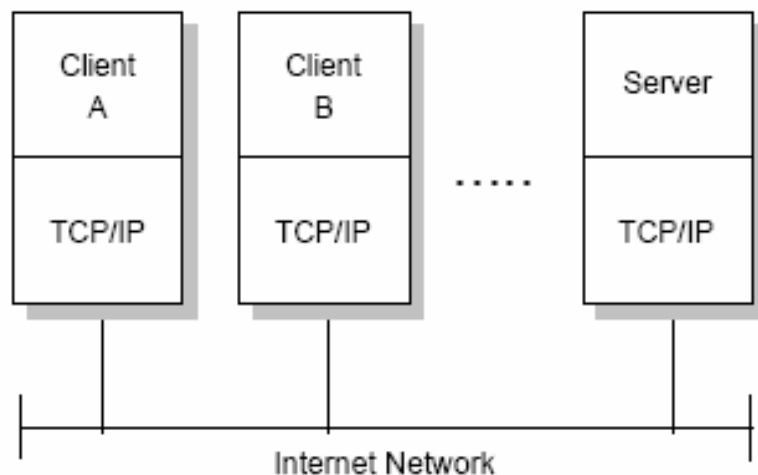 Client
A
TCP/IP
Client
B
TCP/IP
.....
Server
TCP/IP
Internet Network